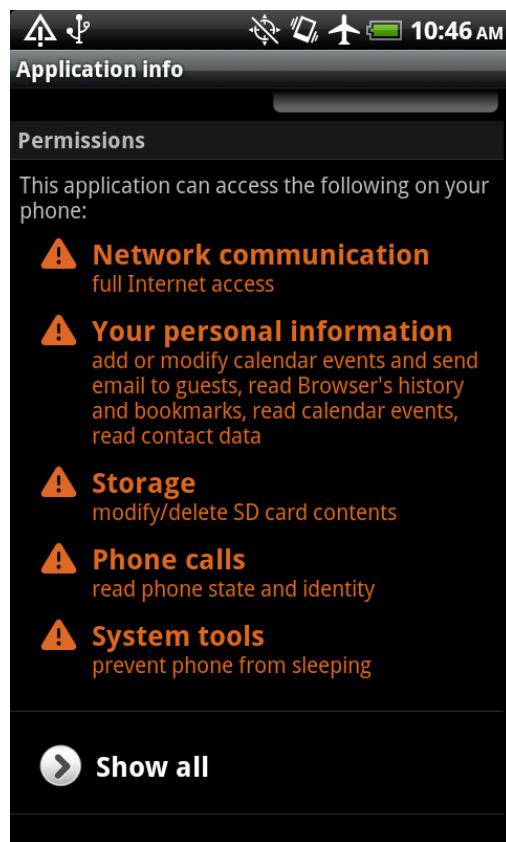 10:46 AM
Application info
Permissions
This application can access the following on your
phone:
Network communication
full Internet access
Your personal information
add or modify calendar events and send
email to guests, read Browser's history
and bookmarks, read calendar events,
read contact data
Storage
modify/delete SD card contents
Phone calls
read phone state and identity
System tools
prevent phone from sleeping
Show all